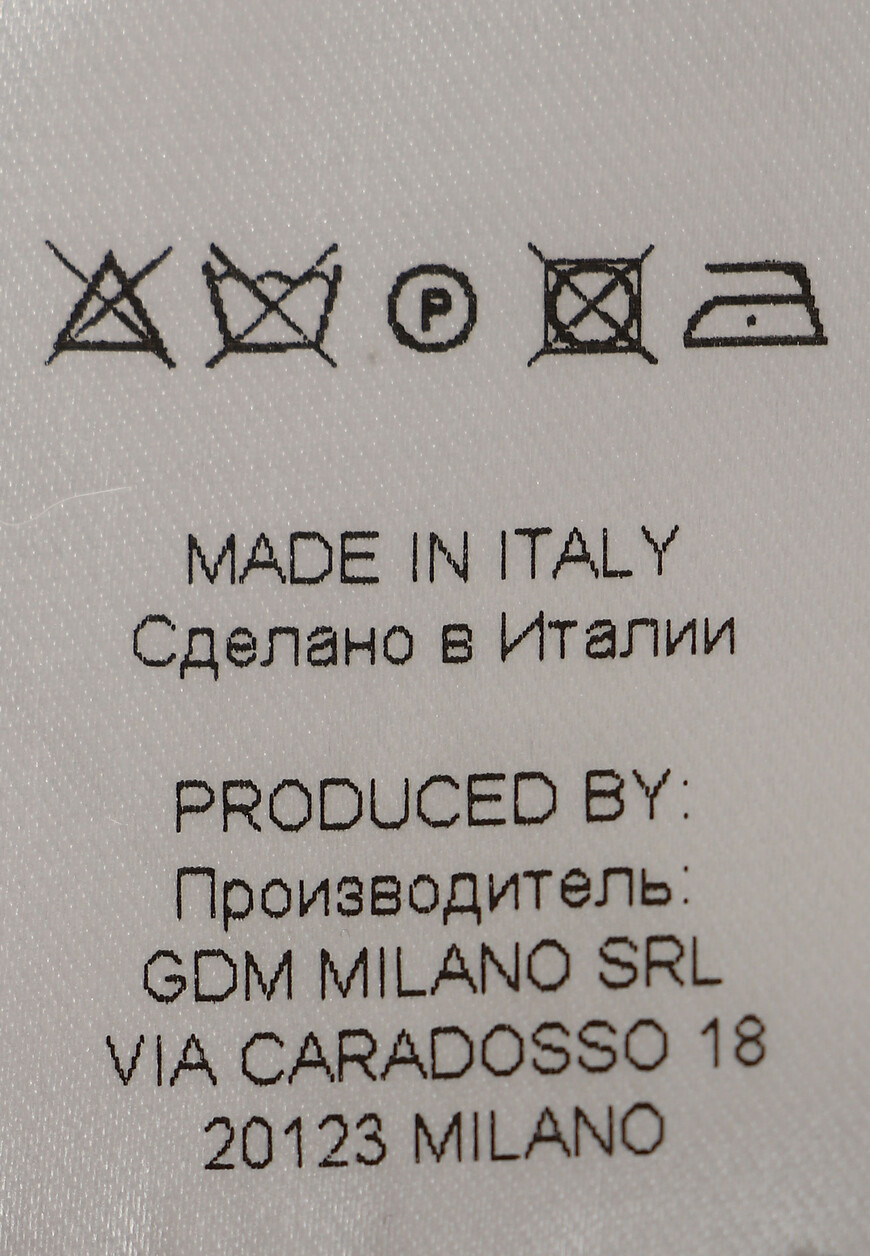 P
MADE IN ITALY
Сделано в Италии
PRODUCED BY:
Производитель:
GDM MILANO SRL
VIA CARADOSSO 18
20123 MILANO